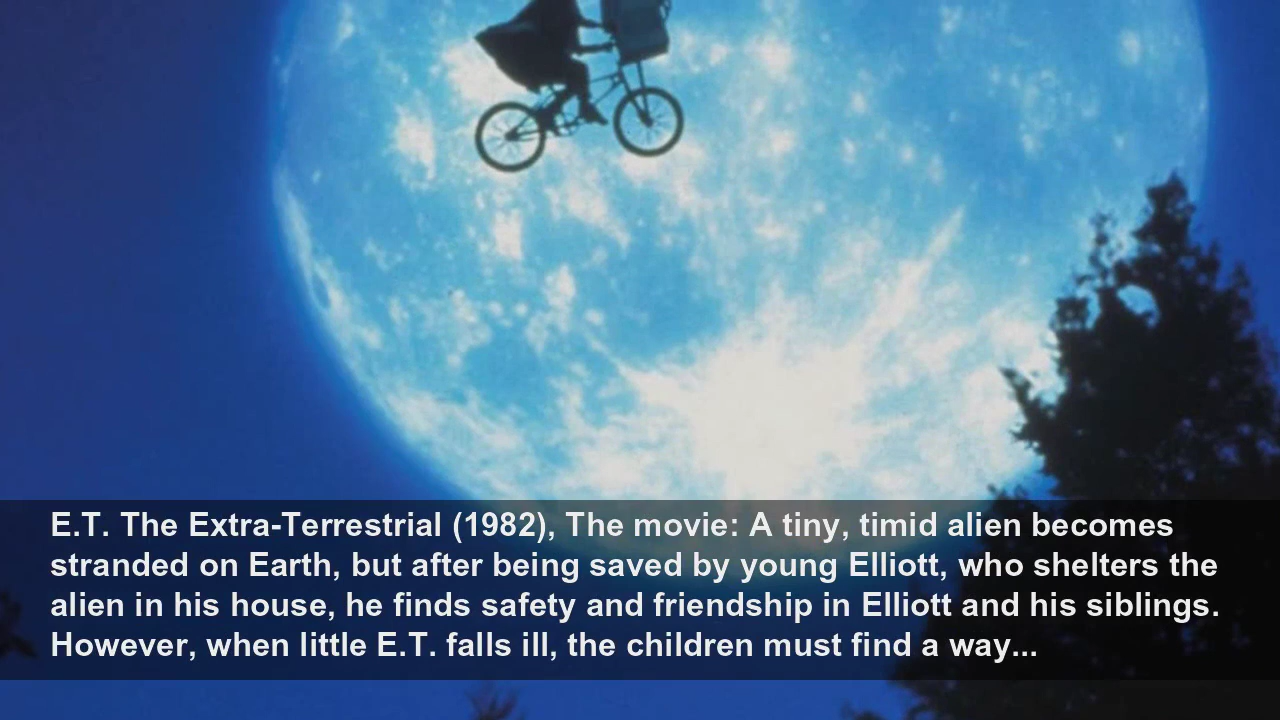 E.T. The Extra-Terrestrial (1982), The movie: A tiny, timid alien becomes
stranded on Earth, but after being saved by young Elliott, who shelters the
alien in his house, he finds safety and friendship in Elliott and his siblings.
However, when little E.T. falls ill, the children must find a way...